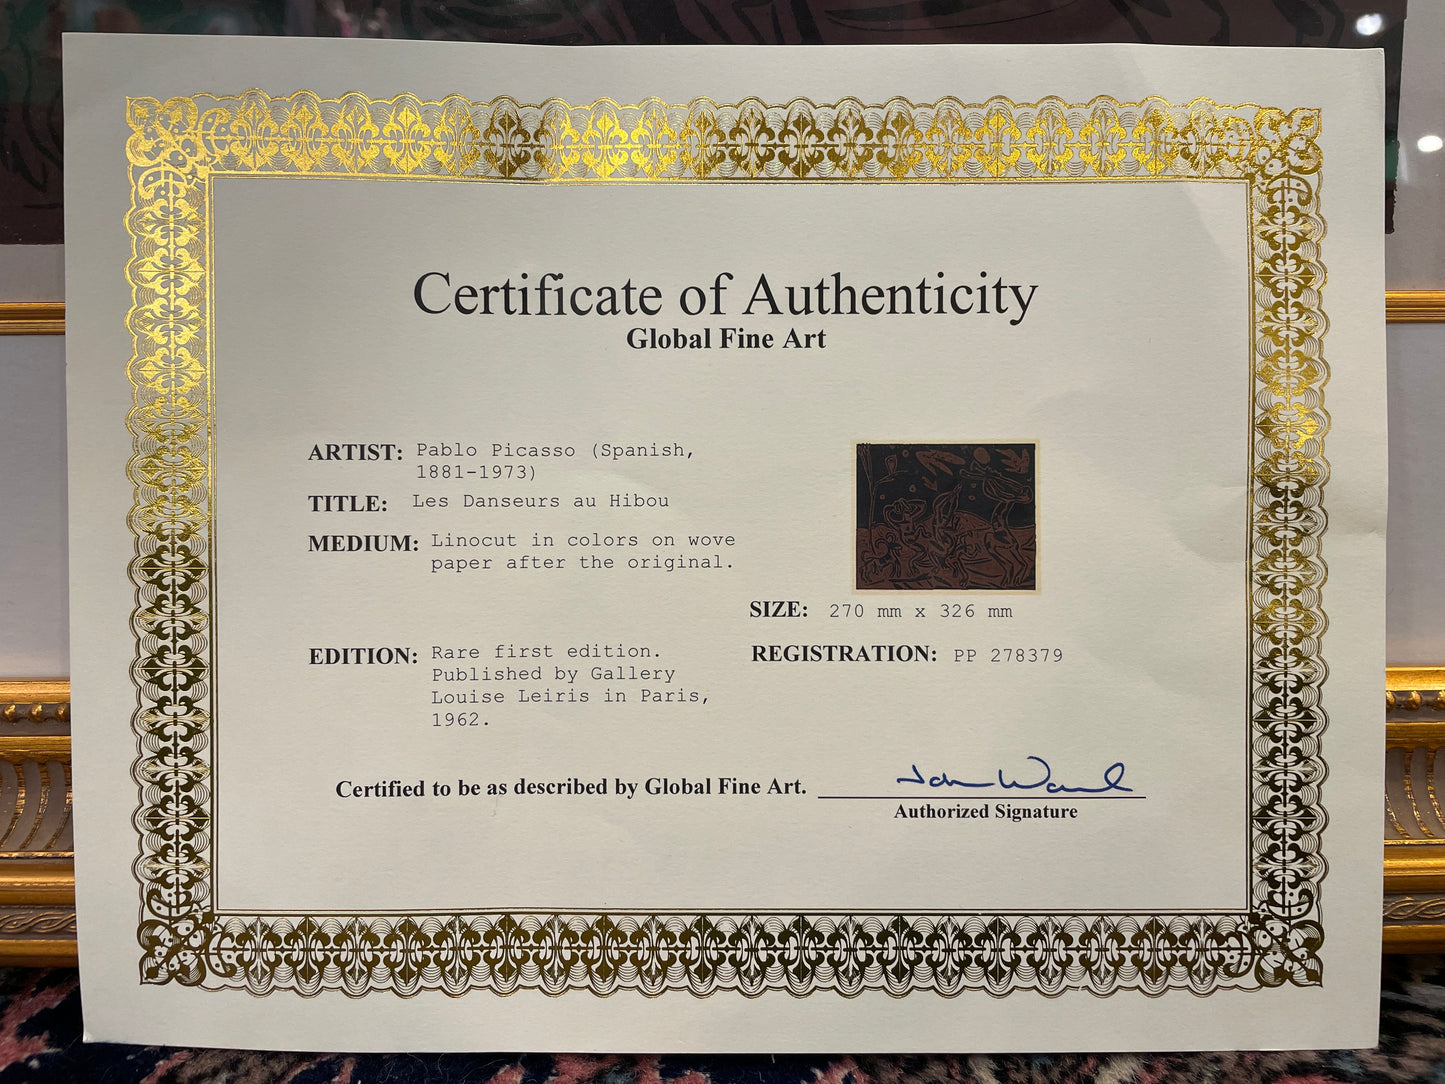 Certificate of Authenticity
Global Fine Art
ARTIST: Pablo Picasso (Spanish,
1881-1973)
TITLE: Les Danseurs au Hibou
MEDIUM: Linocut in colors on wove
paper after the original.
SIZE: 270 mm x 326 mm
EDITION: Rare first edition.
Published by Gallery
Louise Leiris in Paris,
1962.
REGISTRATION: PP 278379
Certified to be as described by Global Fine Art.
Authorized Signature